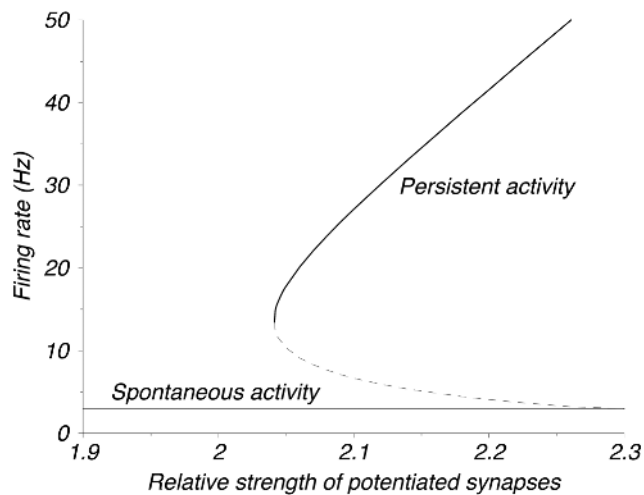 50
40
30
20
10
0
Firing rate (Hz)
Persistent activity
Spontaneous activity
1.9 2 2.1 2.2 2.3
Relative strength of potentiated synapses